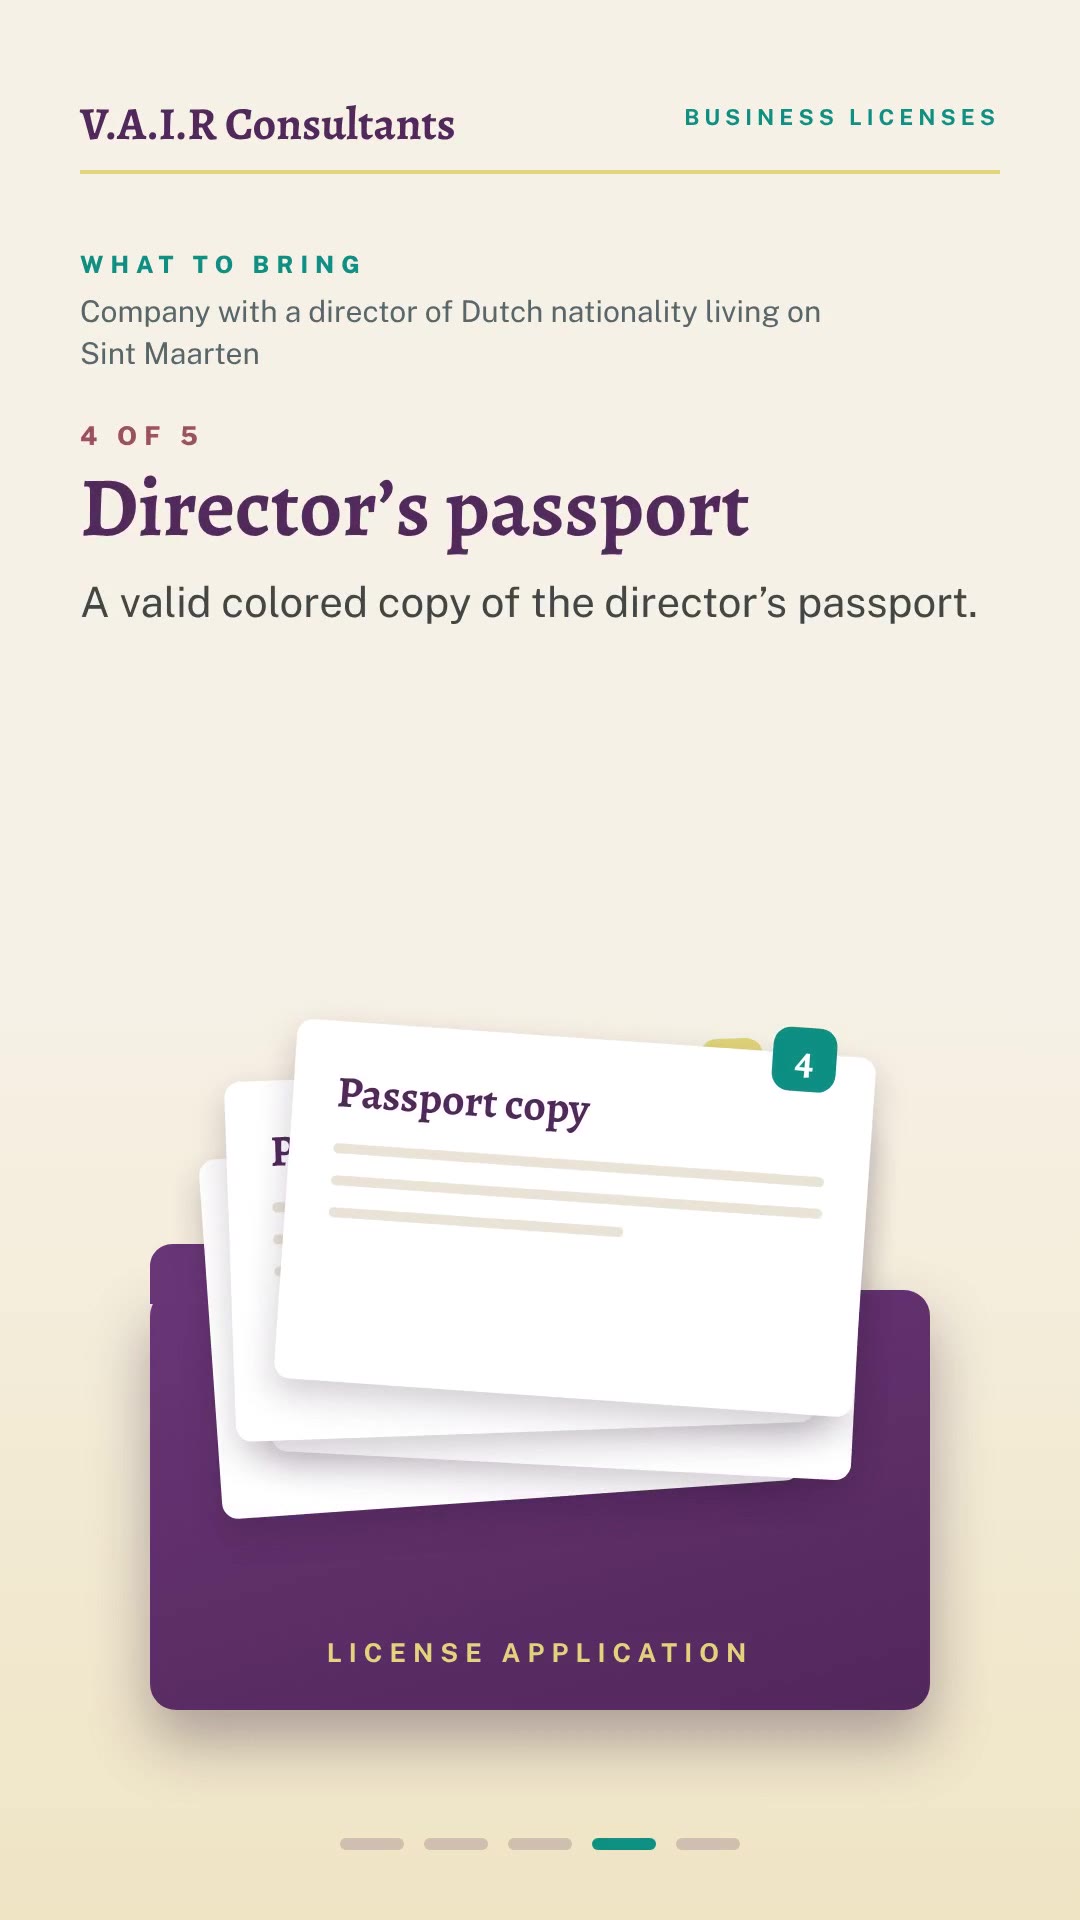 V.A.I.R Consultants
BUSINESS LICENSES
WHAT TO BRING
Company with a director of Dutch nationality living on
Sint Maarten
4 OF 5
Director’s passport
A valid colored copy of the director’s passport.
4
Passport copy
P
LICENSE APPLICATION